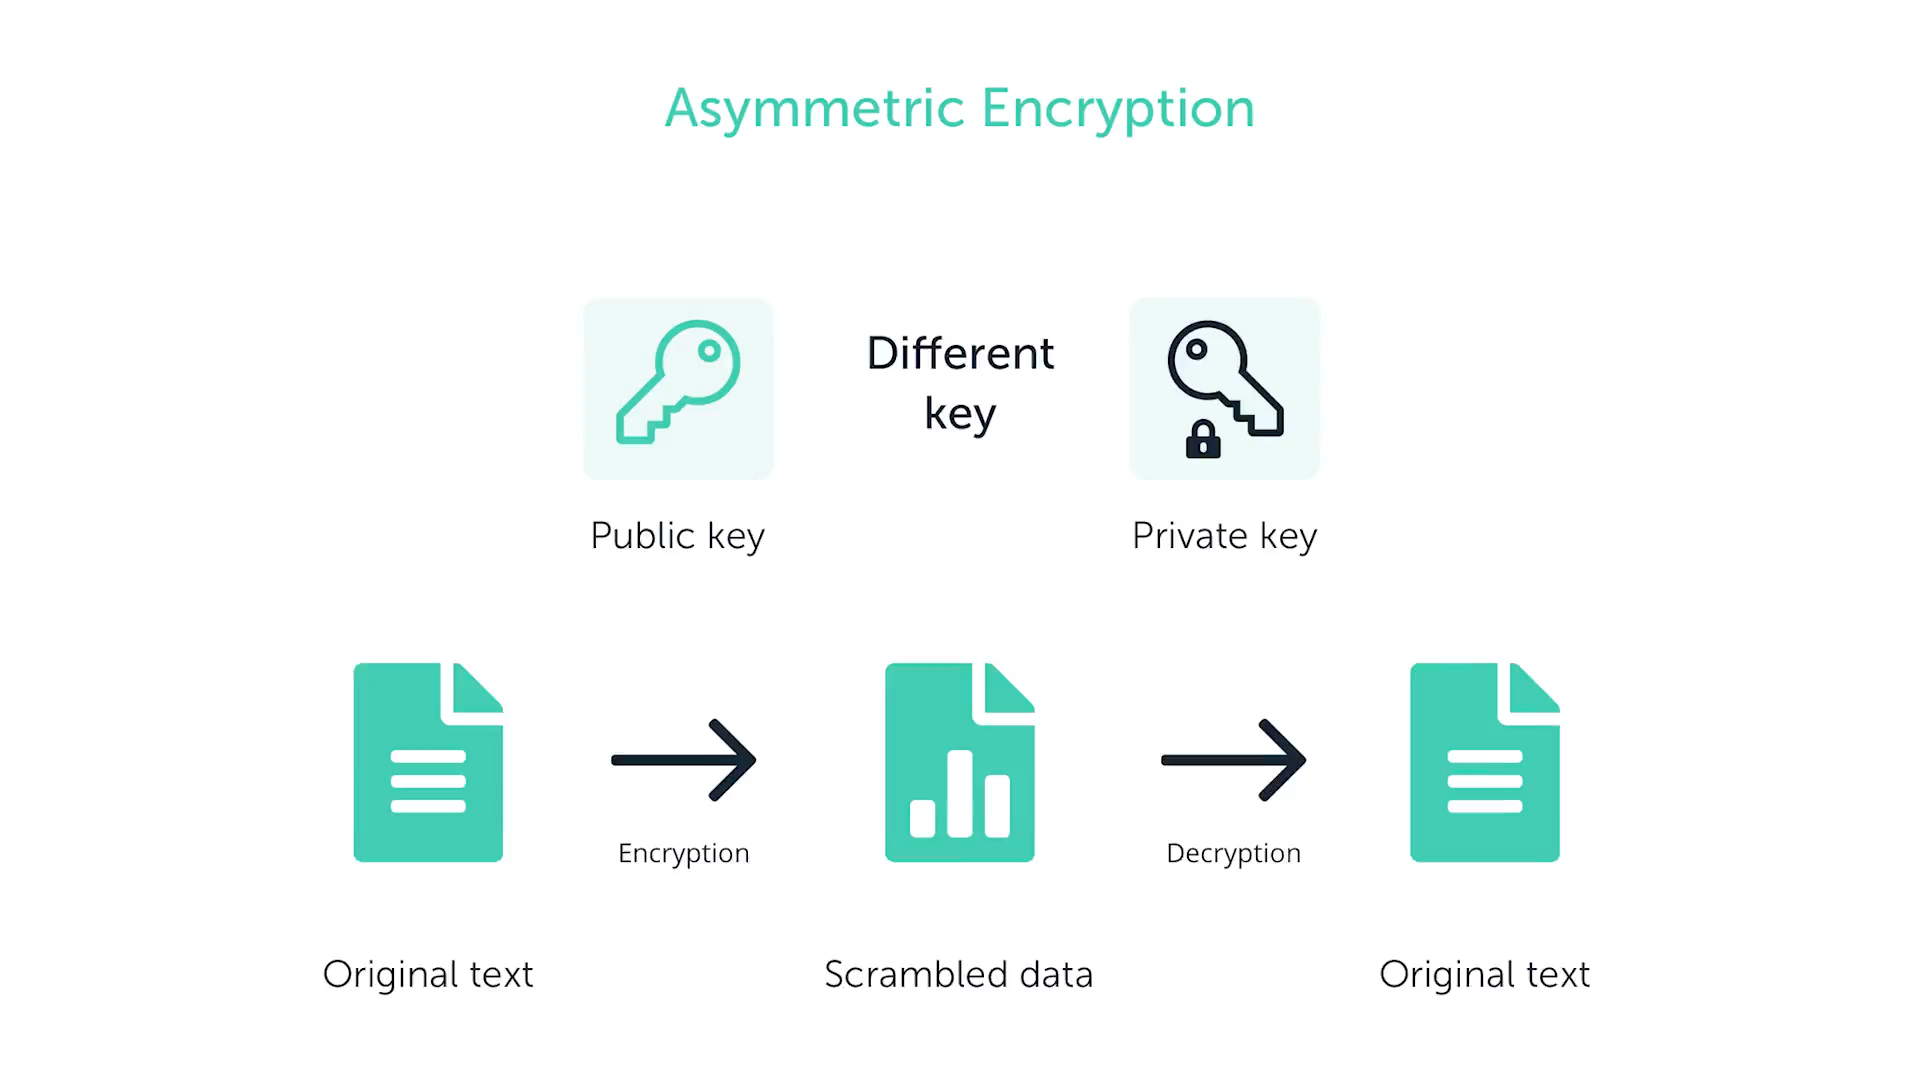 Asymmetric Encryption
Different
key
Public key
Private key
Encryption
Decryption
Original text
Scrambled data
Original text